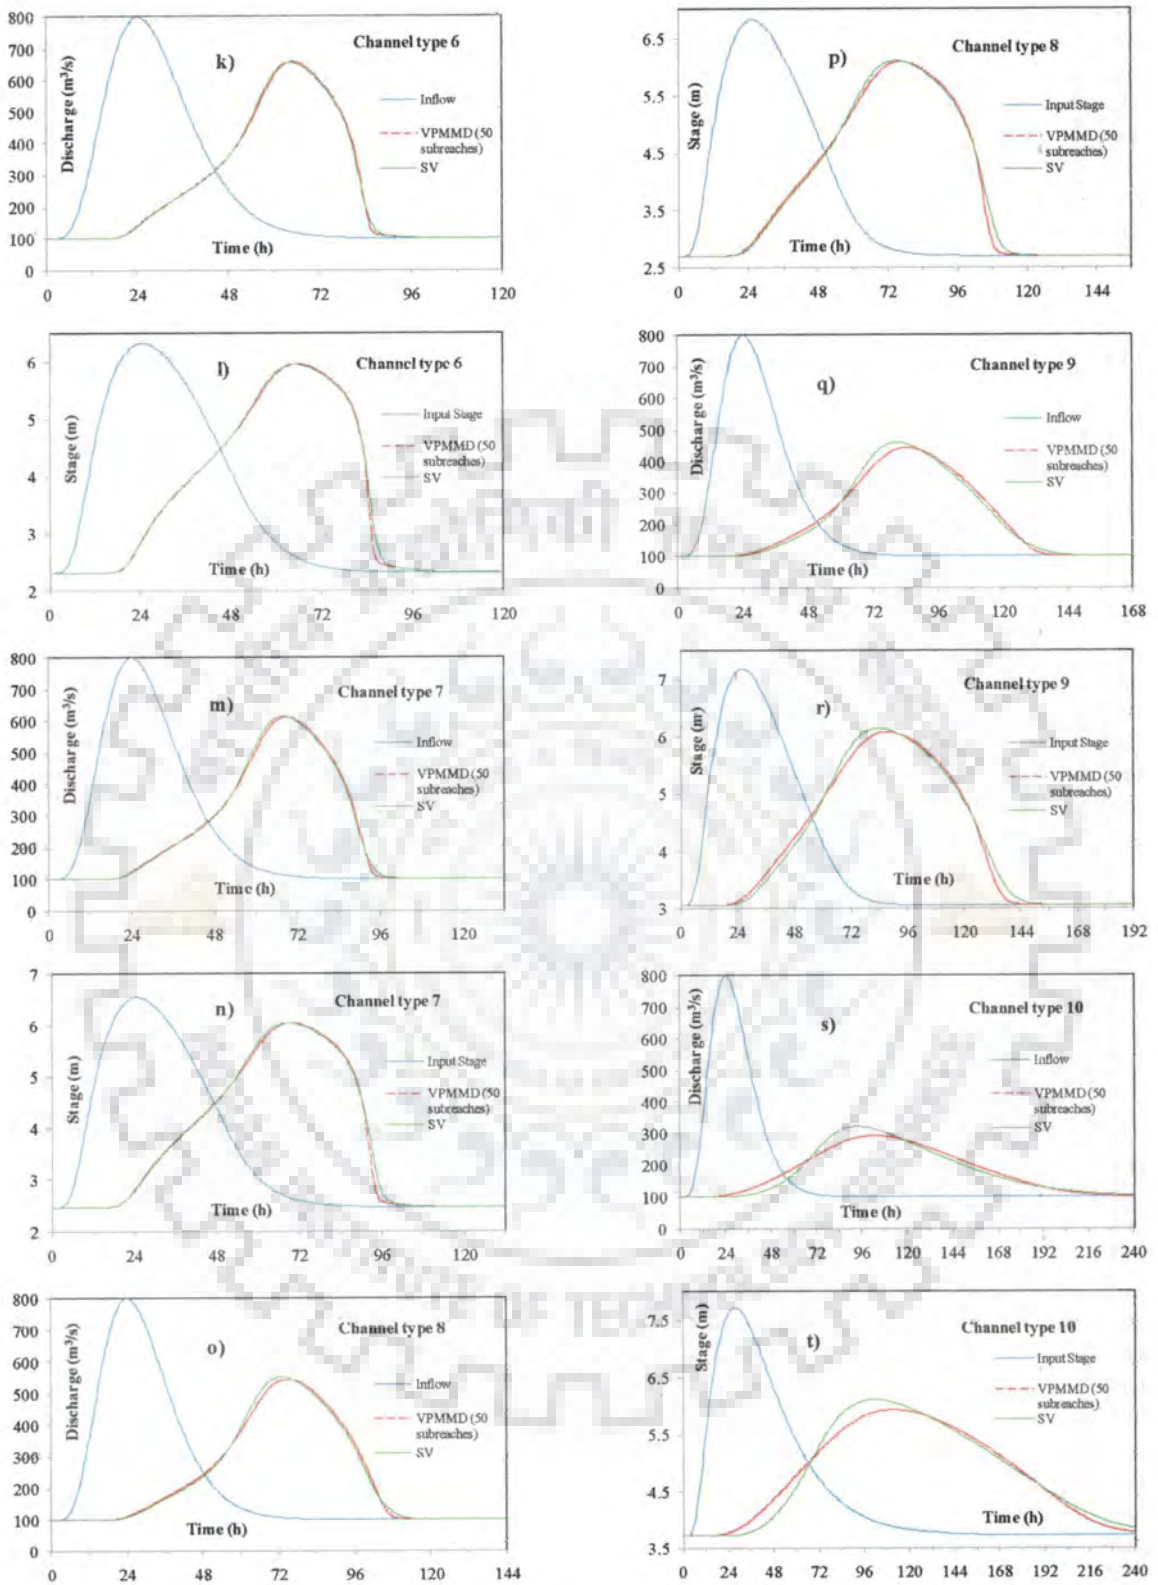 800
700
600
500
400
300
200
100
0
Discharge (m³/s)
k)
Channel type 6
Inflow
VPMMD (50
subreaches)
SV
Time (h)
0 24 48 72 96 120
6
5
4
3
2
Stage (m)
l)
Channel type 6
Input Stage
VPMMD (50
subreaches)
SV
Time (h)
0 24 48 72 96 120
800
700
600
500
400
300
200
100
0
Discharge (m³/s)
m)
Channel type 7
Inflow
VPMMD (50
subreaches)
SV
Time (h)
0 24 48 72 96 120
7
6
5
4
3
2
Stage (m)
n)
Channel type 7
Input Stage
VPMMD (50
subreaches)
SV
Time (h)
0 24 48 72 96 120
800
700
600
500
400
300
200
100
0
Discharge (m³/s)
o)
Channel type 8
Inflow
VPMMD (50
subreaches)
SV
Time (h)
0 24 48 72 96 120 144
6.5
5.5
4.5
3.5
2.5
Stage (m)
p)
Channel type 8
Input Stage
VPMMD (50
subreaches)
SV
Time (h)
0 24 48 72 96 120 144
800
700
600
500
400
300
200
100
0
Discharge (m³/s)
q)
Channel type 9
Inflow
VPMMD (50
subreaches)
SV
Time (h)
0 24 48 72 96 120 144 168
7
6
5
4
3
Stage (m)
r)
Channel type 9
Input Stage
VPMMD (50
subreaches)
SV
Time (h)
0 24 48 72 96 120 144 168 192
800
700
600
500
400
300
200
100
0
Discharge (m³/s)
s)
Channel type 10
Inflow
VPMMD (50
subreaches)
SV
Time (h)
0 24 48 72 96 120 144 168 192 216 240
7.5
6.5
5.5
4.5
3.5
Stage (m)
t)
Channel type 10
Input Stage
VPMMD (50
subreaches)
SV
Time (h)
0 24 48 72 96 120 144 168 192 216 240